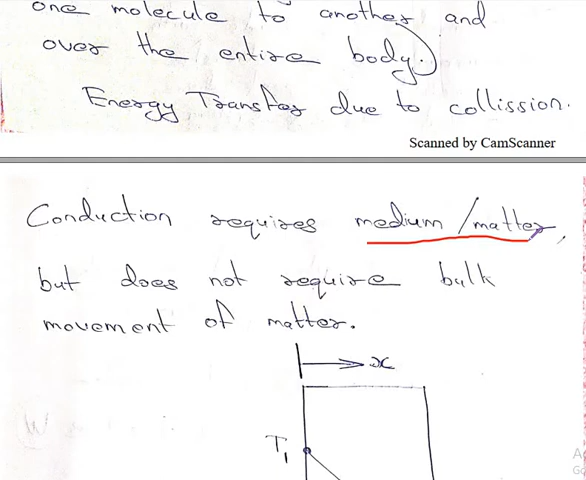 one molecule to another and
over the entire body.)
Energy Transfer due to collission.
Scanned by CamScanner
Conduction requires medium/matter,
but does not require bulk
movement of matter.
x
T1